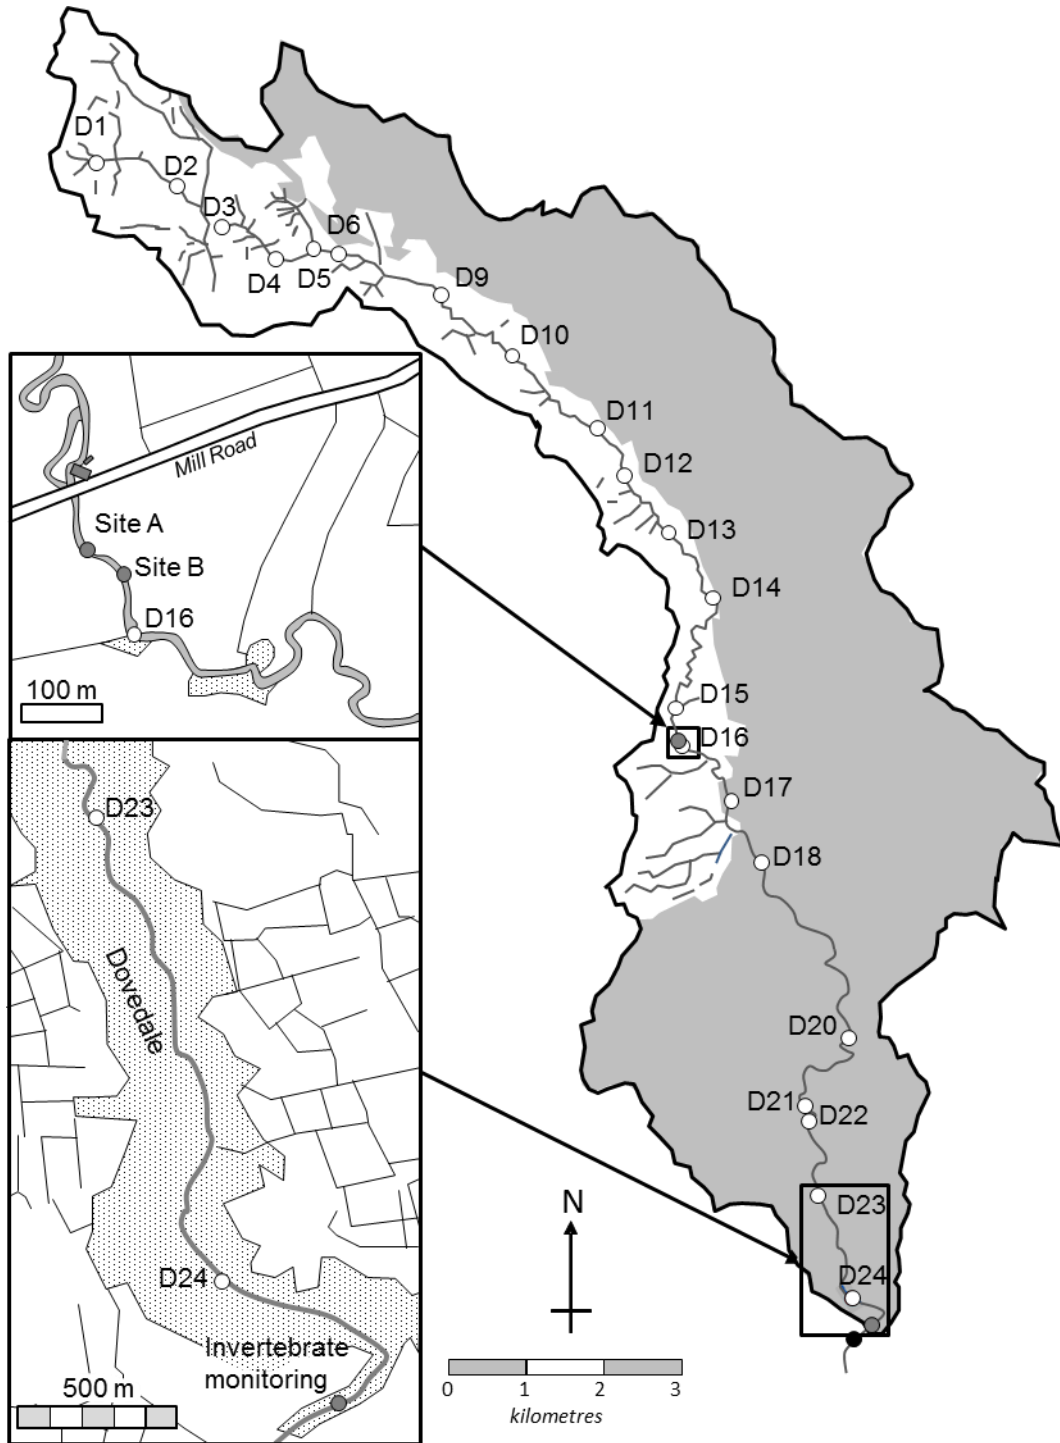 D1
D2
D3
D4
D5
D6
D9
D10
D11
D12
D13
D14
D15
D16
D17
D18
D20
D21
D22
D23
D24
Mill Road
Site A
Site B
D16
100 m
D23
Dovedale
D24
Invertebrate
monitoring
500 m
N
0 1 2 3
kilometres